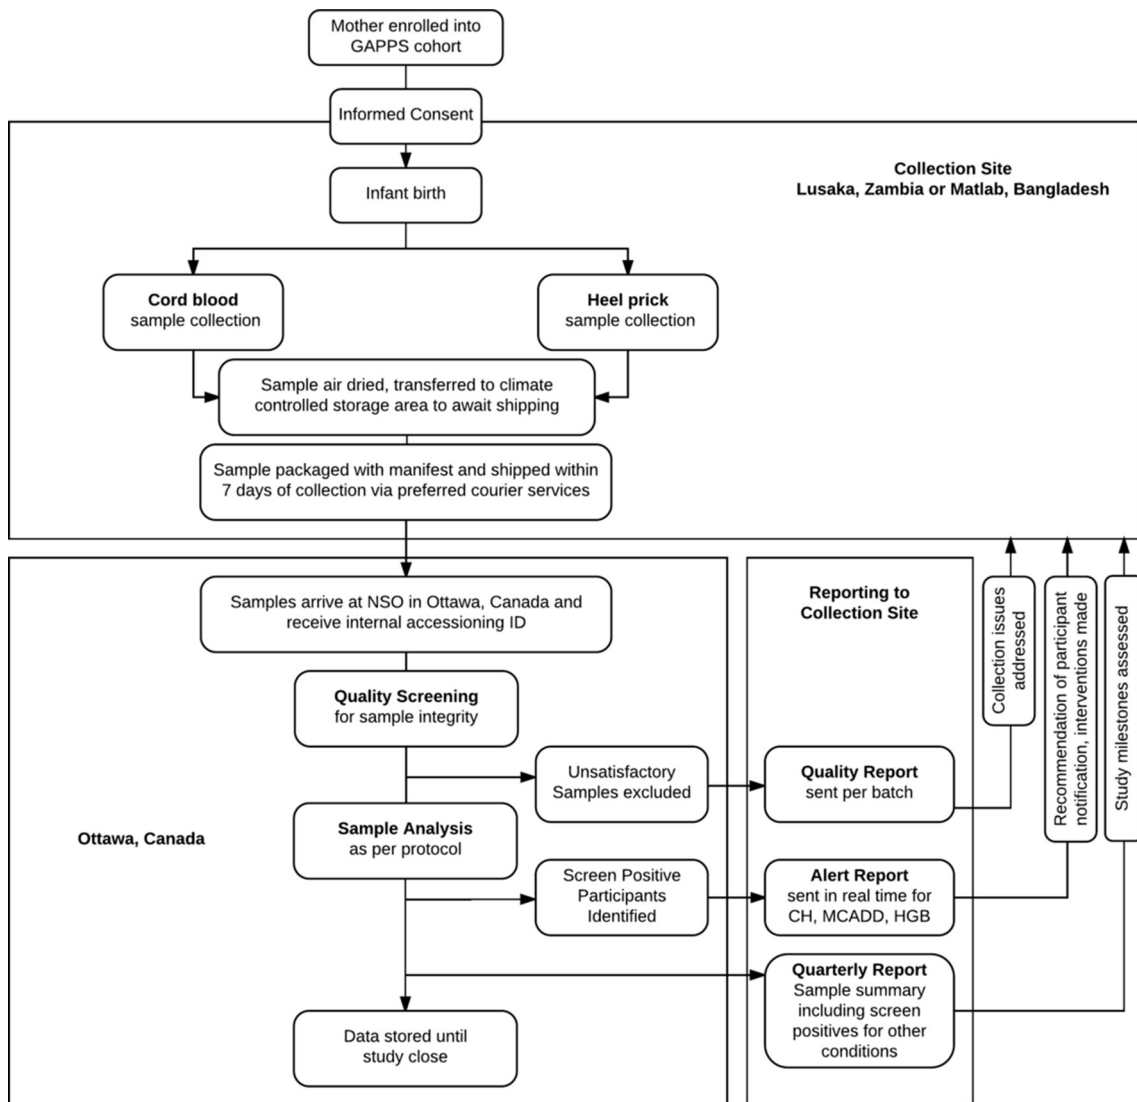 Mother enrolled into
GAPPS cohort
Informed Consent
Collection Site
Lusaka, Zambia or Matlab, Bangladesh
Infant birth
Cord blood
sample collection
Heel prick
sample collection
Sample air dried, transferred to climate
controlled storage area to await shipping
Sample packaged with manifest and shipped within
7 days of collection via preferred courier services
Samples arrive at NSO in Ottawa, Canada and
receive internal accessioning ID
Reporting to
Collection Site
Collection issues
addressed
Recommendation of participant
notification, interventions made
Study milestones assessed
Quality Screening
for sample integrity
Unsatisfactory
Samples excluded
Quality Report
sent per batch
Ottawa, Canada
Sample Analysis
as per protocol
Screen Positive
Participants
Identified
Alert Report
sent in real time for
CH, MCADD, HGB
Quarterly Report
Sample summary
including screen
positives for other
conditions
Data stored until
study close